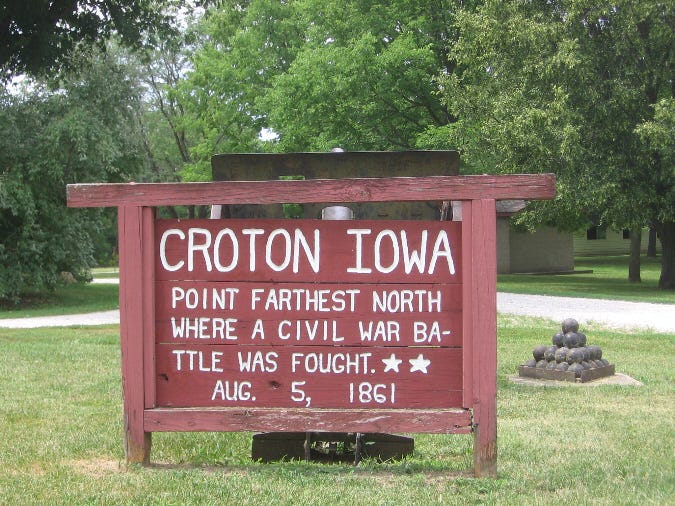 CROTON IOWA
POINT FARTHEST NORTH
WHERE A CIVIL WAR BA-
TTLE WAS FOUGHT. ★★
AUG. 5, 1861